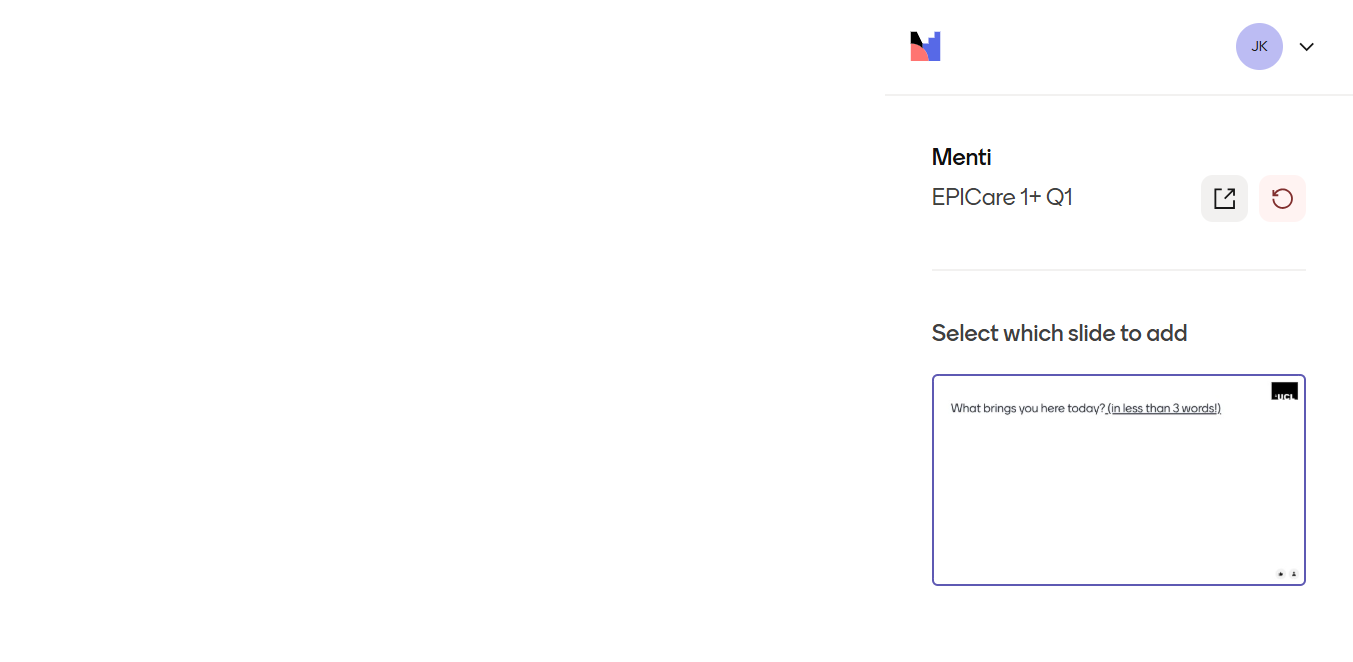 JK
Menti
EPICare 1+ Q1
Select which slide to add
UCL
What brings you here today? (in less than 3 words!)